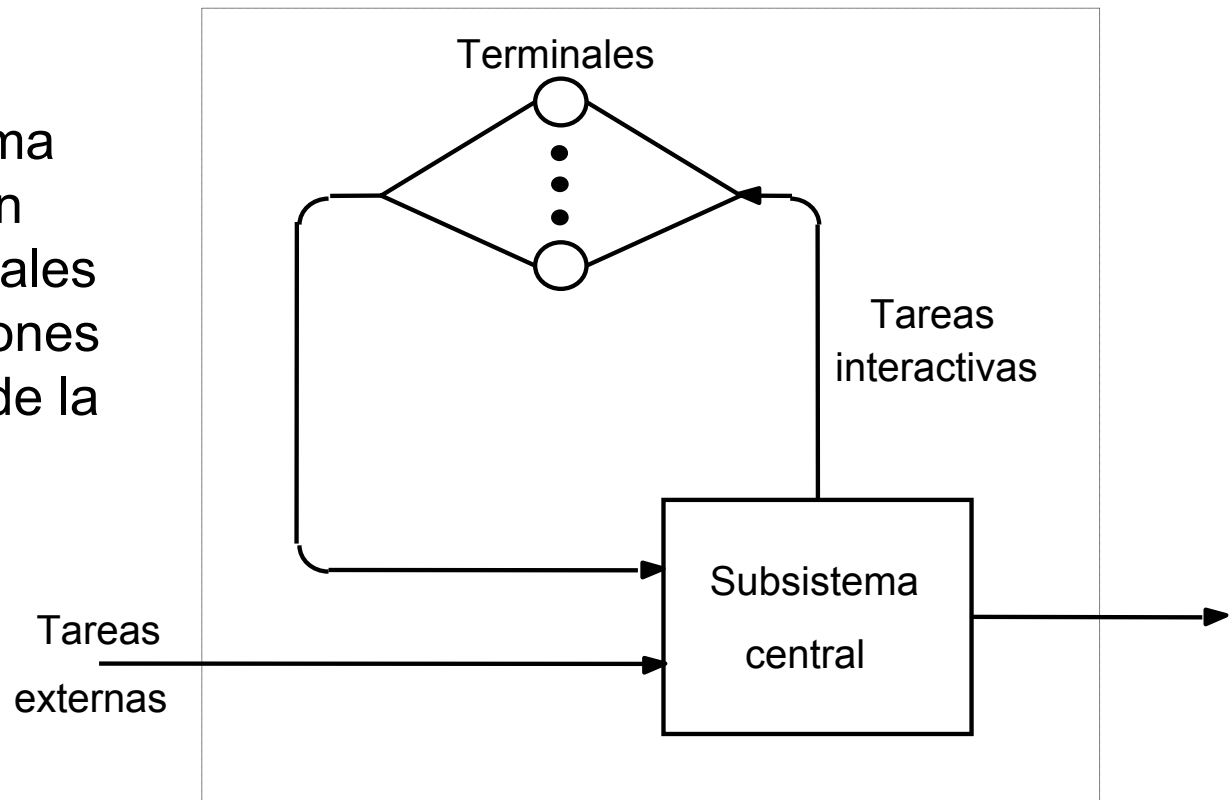 Terminales
ma
n
ales
ones
de la
Tareas
interactivas
Subsistema
central
Tareas
externas